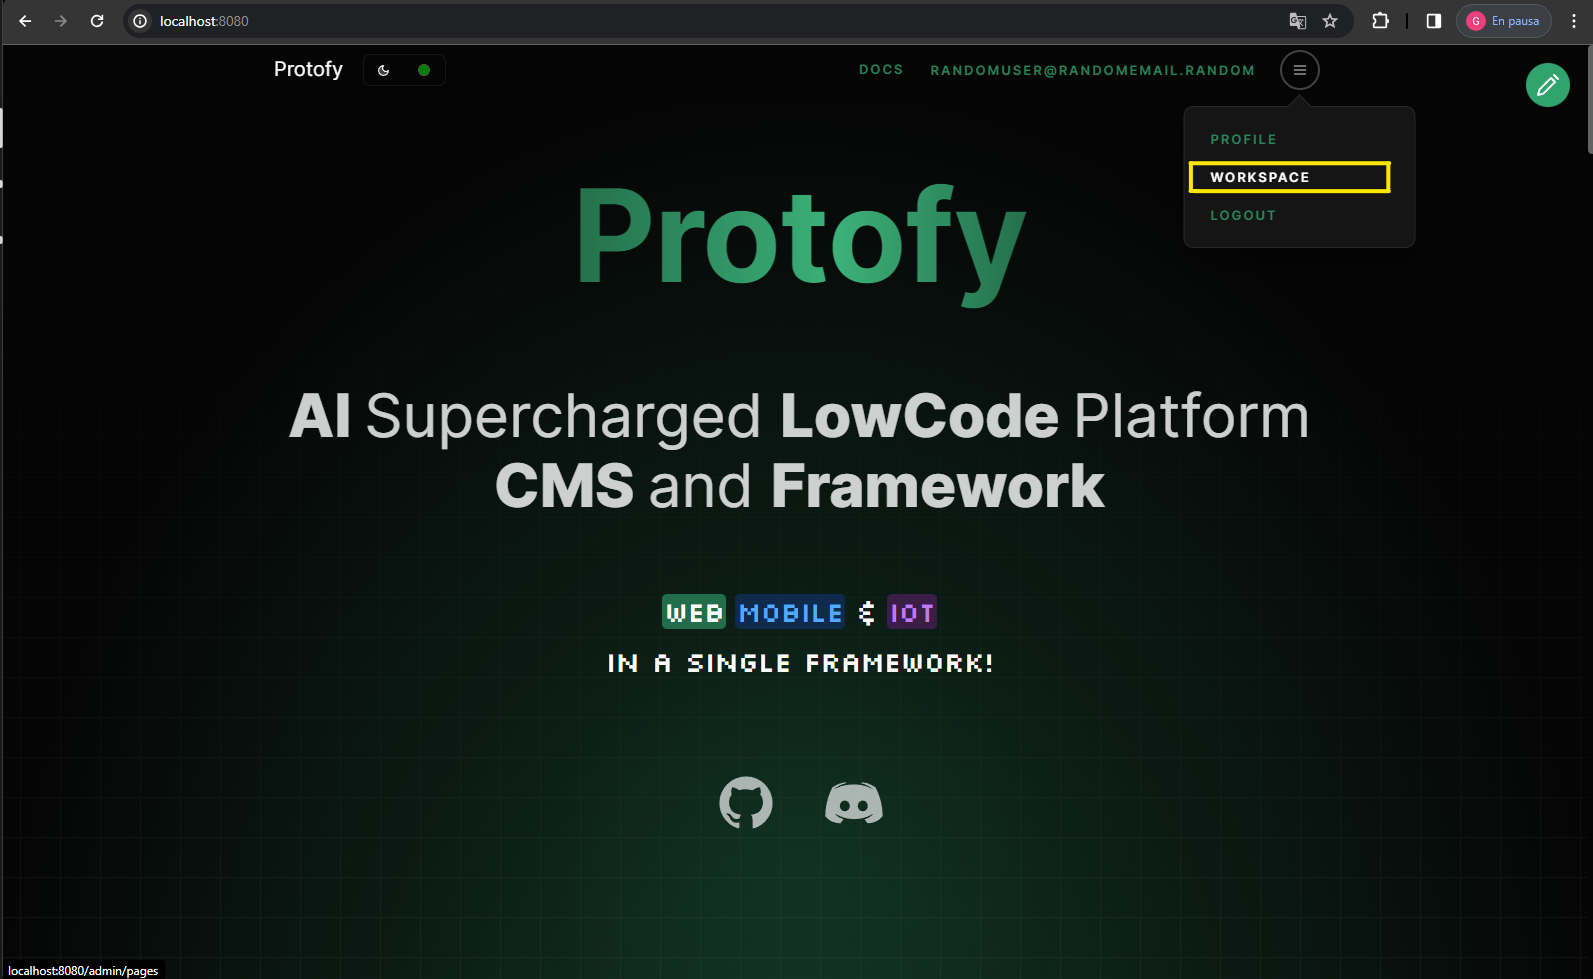 localhost:8080
G En pausa
Protofy
DOCS
RANDOMUSER@RANDOMEMAIL.RANDOM
PROFILE
WORKSPACE
LOGOUT
Protofy
AI Supercharged LowCode Platform
CMS and Framework
WEB MOBILE & IOT
IN A SINGLE FRAMEWORK!
localhost:8080/admin/pages